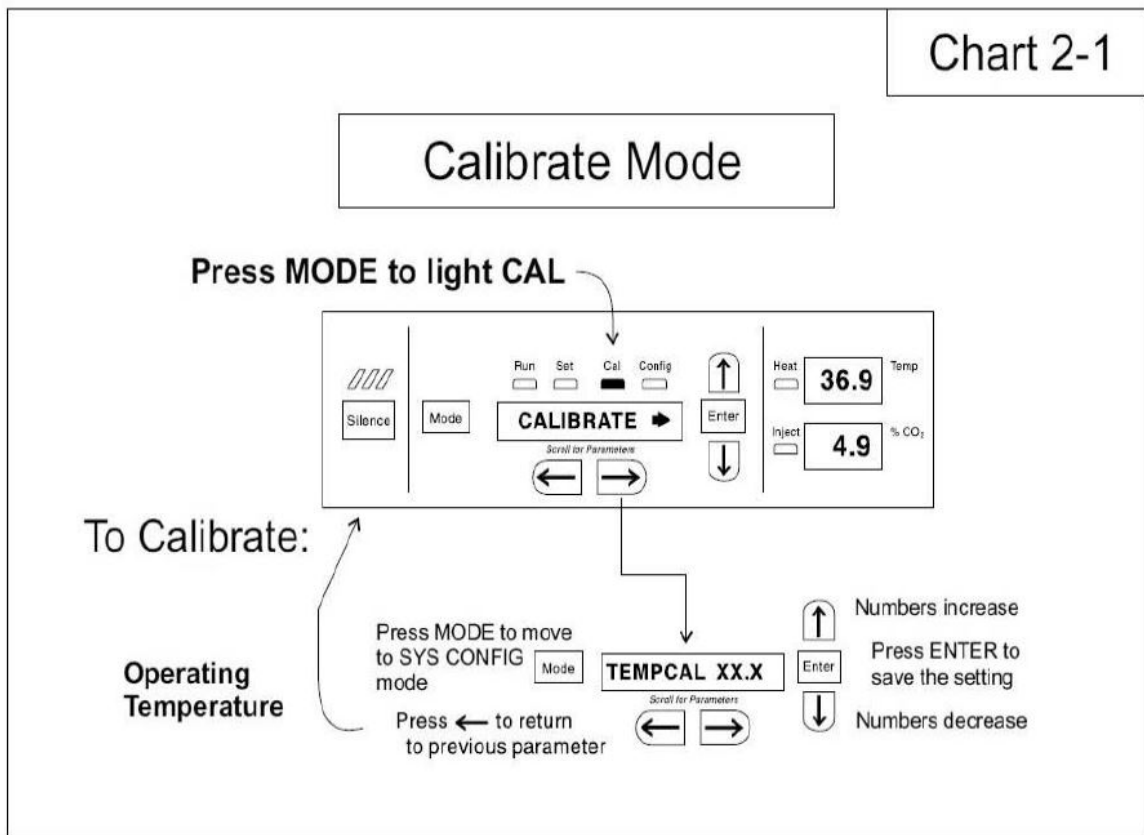 Chart 2-1
Calibrate Mode
Press MODE to light CAL
Run Set Cal Config
Heat 36.9 Temp
Silence Mode CALIBRATE Enter
Inject 4.9 % CO₂
Scroll for Parameters
To Calibrate:
Operating
Temperature
Press MODE to move
to SYS CONFIG
mode
Mode TEMPCAL XX.X Enter
Scroll for Parameters
Press ← to return
to previous parameter
Numbers increase
Press ENTER to
save the setting
Numbers decrease